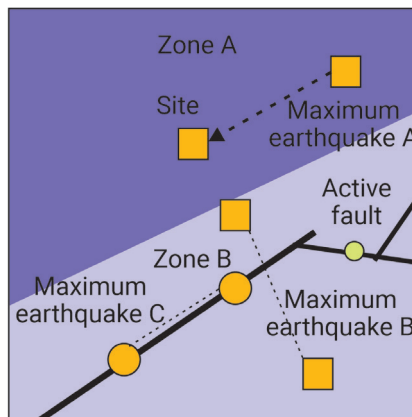 Zone A
Site
Maximum
earthquake A
Active
fault
Zone B
Maximum
earthquake C
Maximum
earthquake B